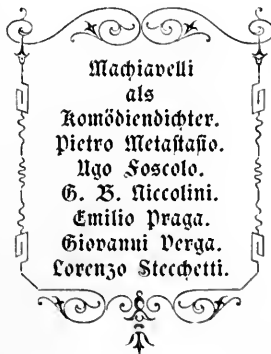 Machiavelli
als
Komödiendichter.
Pietro Metastasio.
Ugo Foscolo.
G. B. Niccolini.
Emilio Praga.
Giovanni Verga.
Lorenzo Stecchetti.